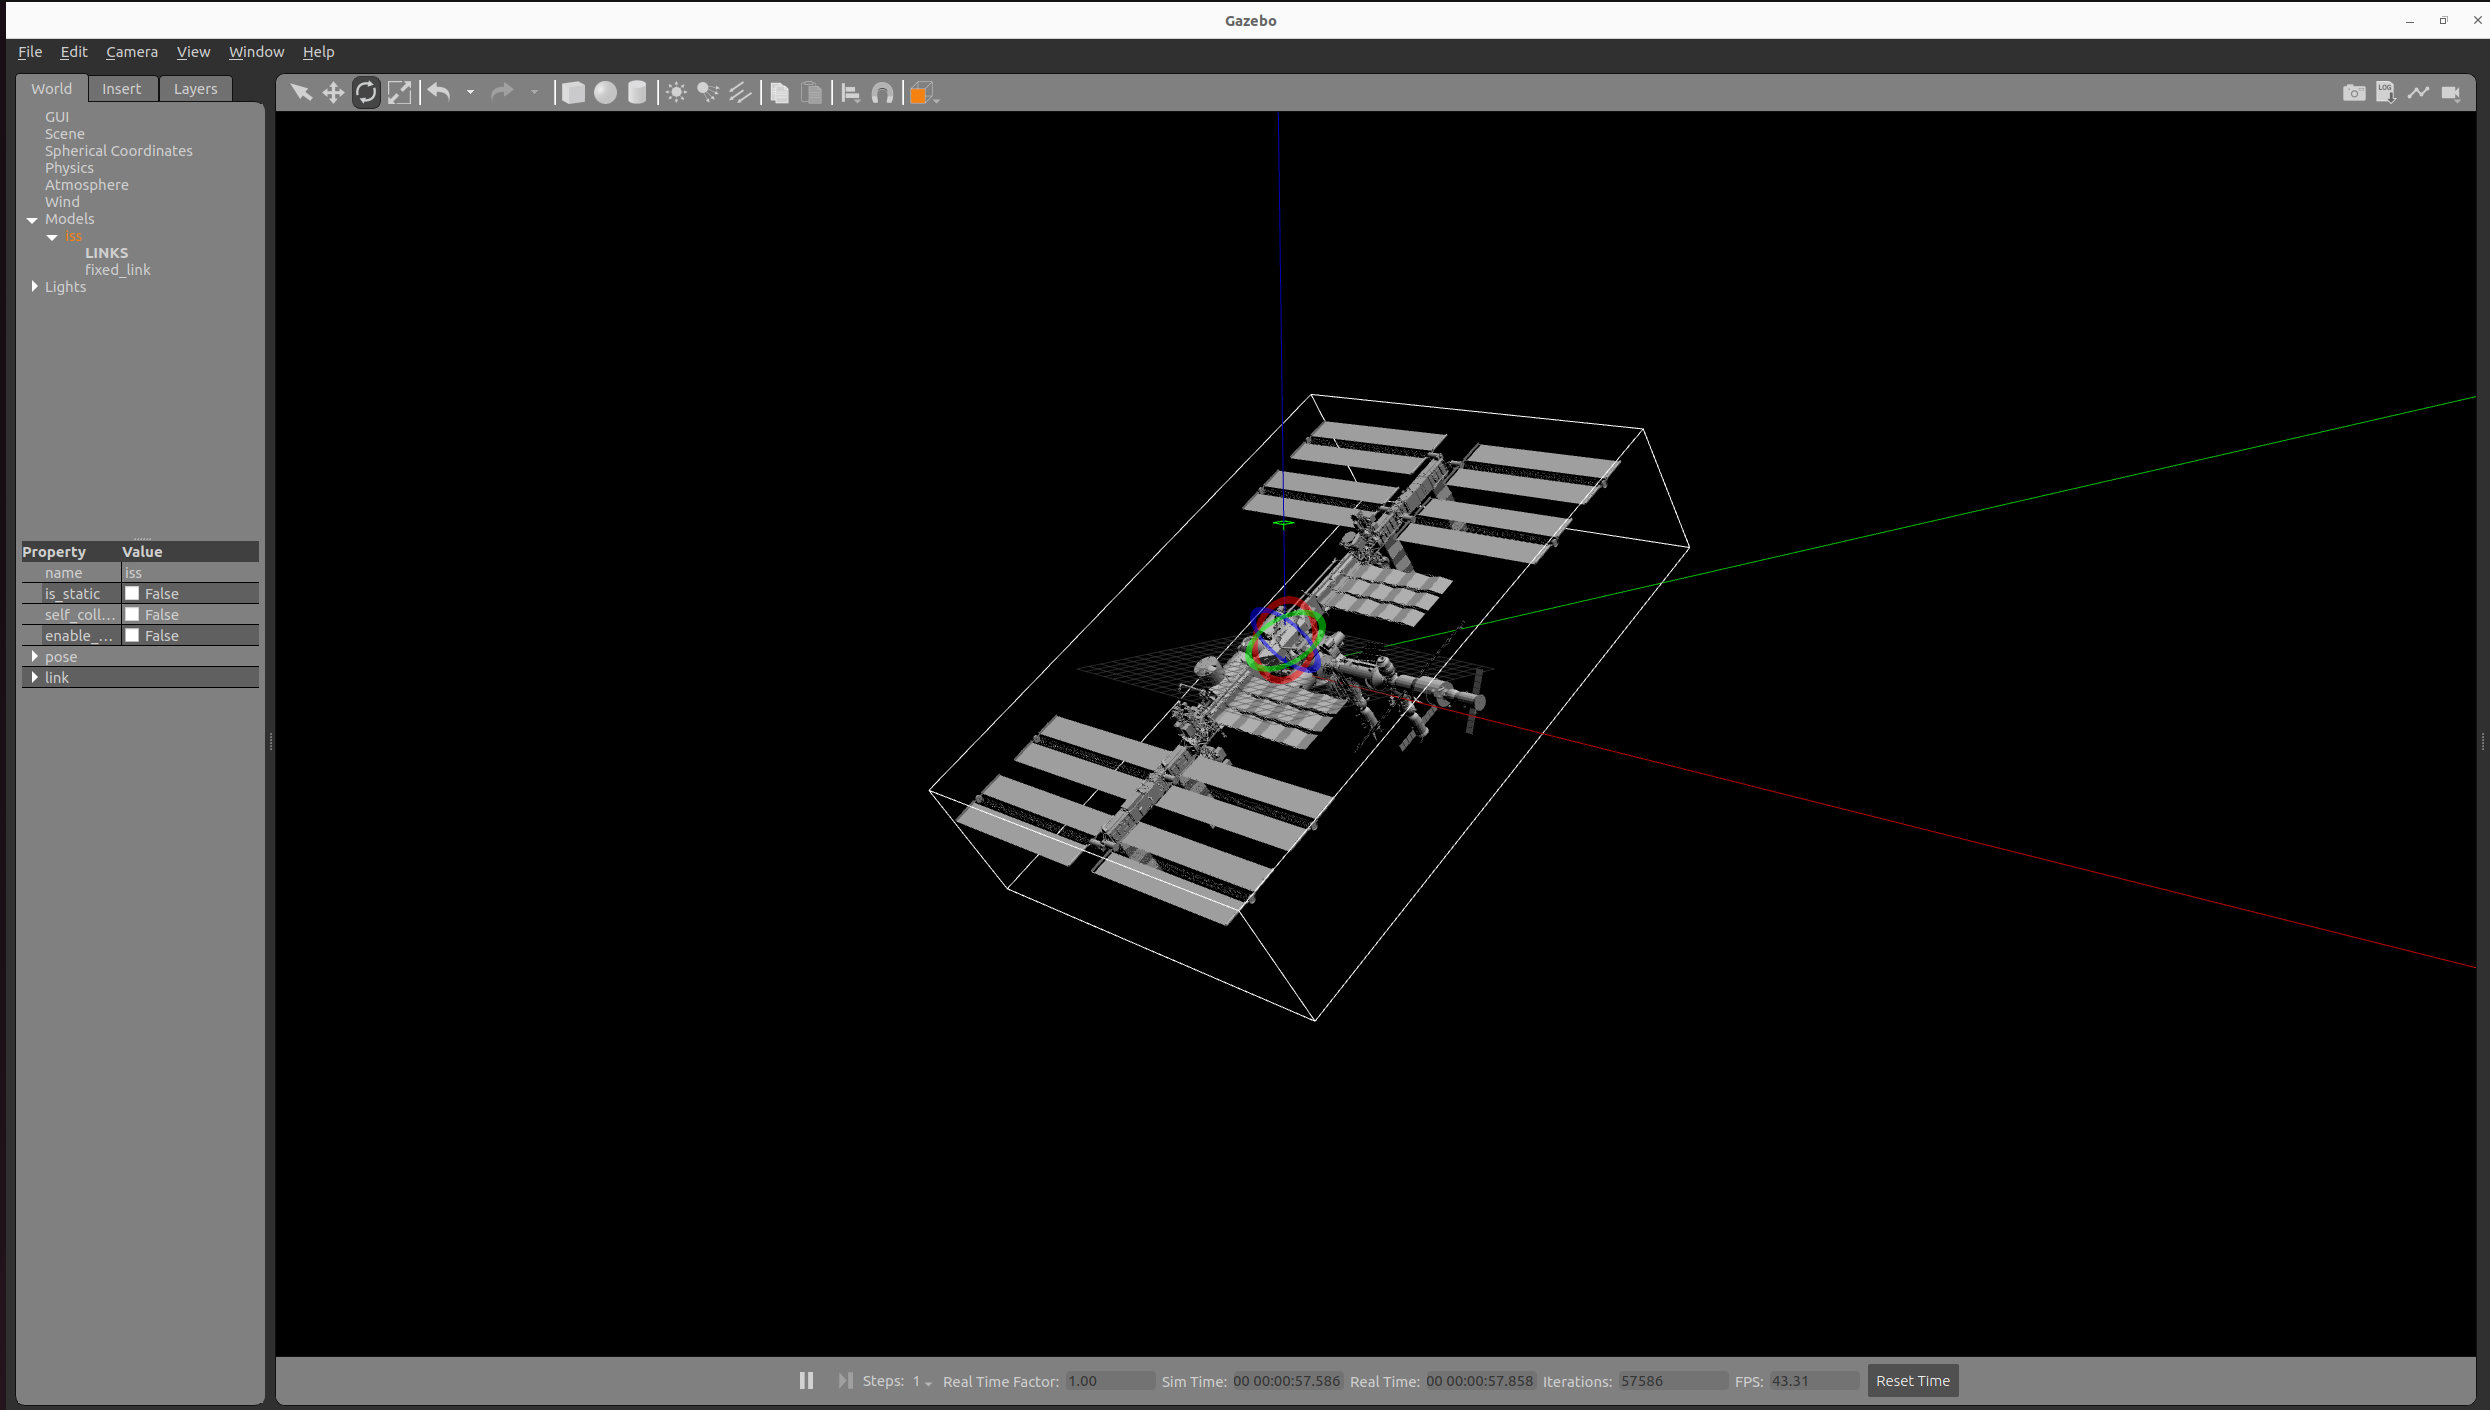 Gazebo
File Edit Camera View Window Help
World Insert Layers
GUI
Scene
Spherical Coordinates
Physics
Atmosphere
Wind
Models
iss
LINKS
fixed_link
Lights
LOG
Property Value
name iss
is_static False
self_coll... False
enable_... False
pose
link
Steps: 1 Real Time Factor: 1.00 Sim Time: 00 00:00:57.586 Real Time: 00 00:00:57.858 Iterations: 57586 FPS: 43.31 Reset Time